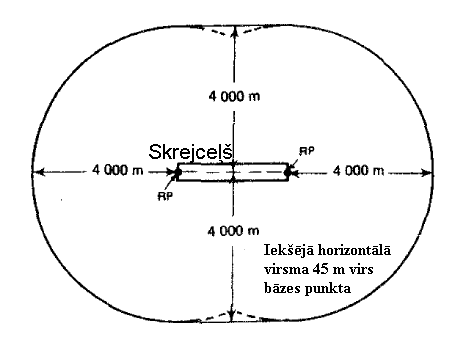 4 000 m
Skrejceļš
RP
4 000 m
4 000 m
RP
4 000 m
Iekšējā horizontālā
virsma 45 m virs
bāzes punkta